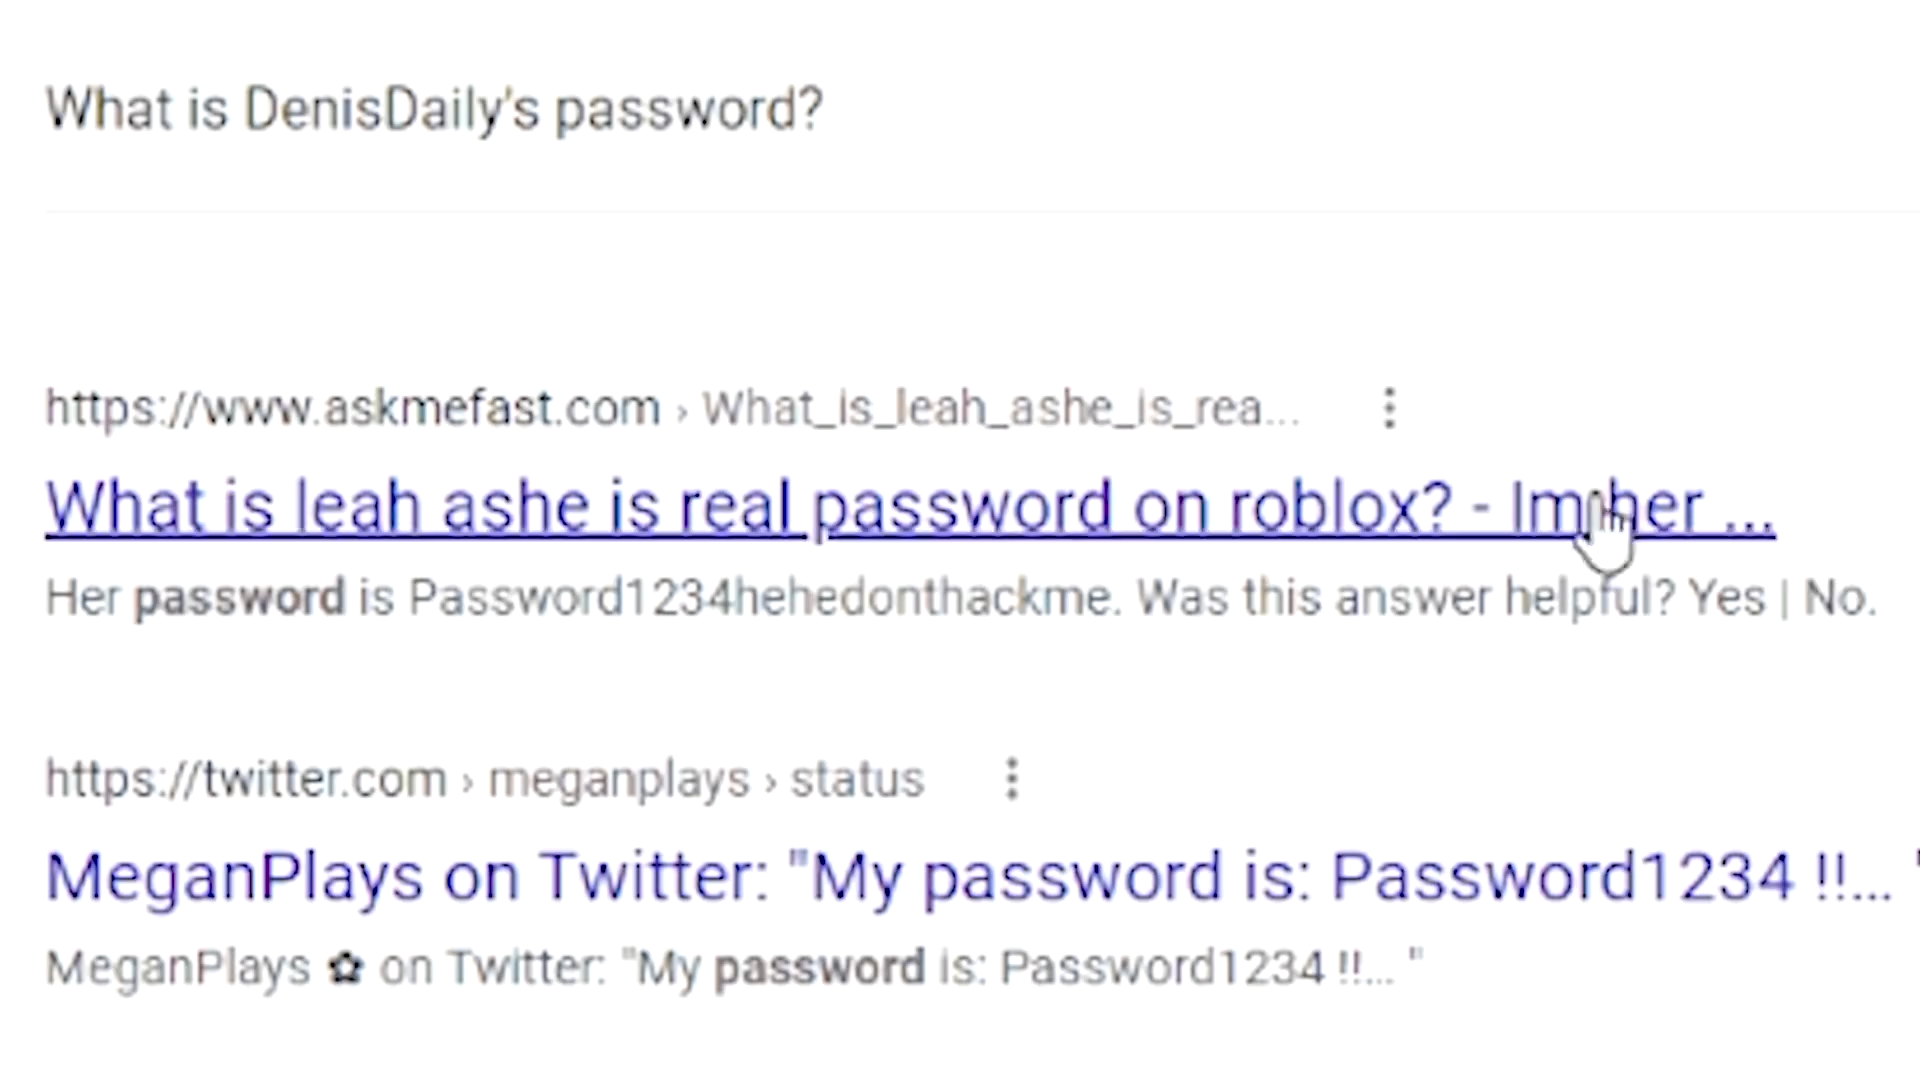 What is DenisDaily's password?
https://www.askmefast.com › What_is_leah_ashe_is_rea...
What is leah ashe is real password on roblox? - Im her ...
Her password is Password1234hehedonthackme. Was this answer helpful? Yes | No.
https://twitter.com › meganplays › status
MeganPlays on Twitter: "My password is: Password1234 !!... "
MeganPlays ✿ on Twitter: "My password is: Password1234 !!... "